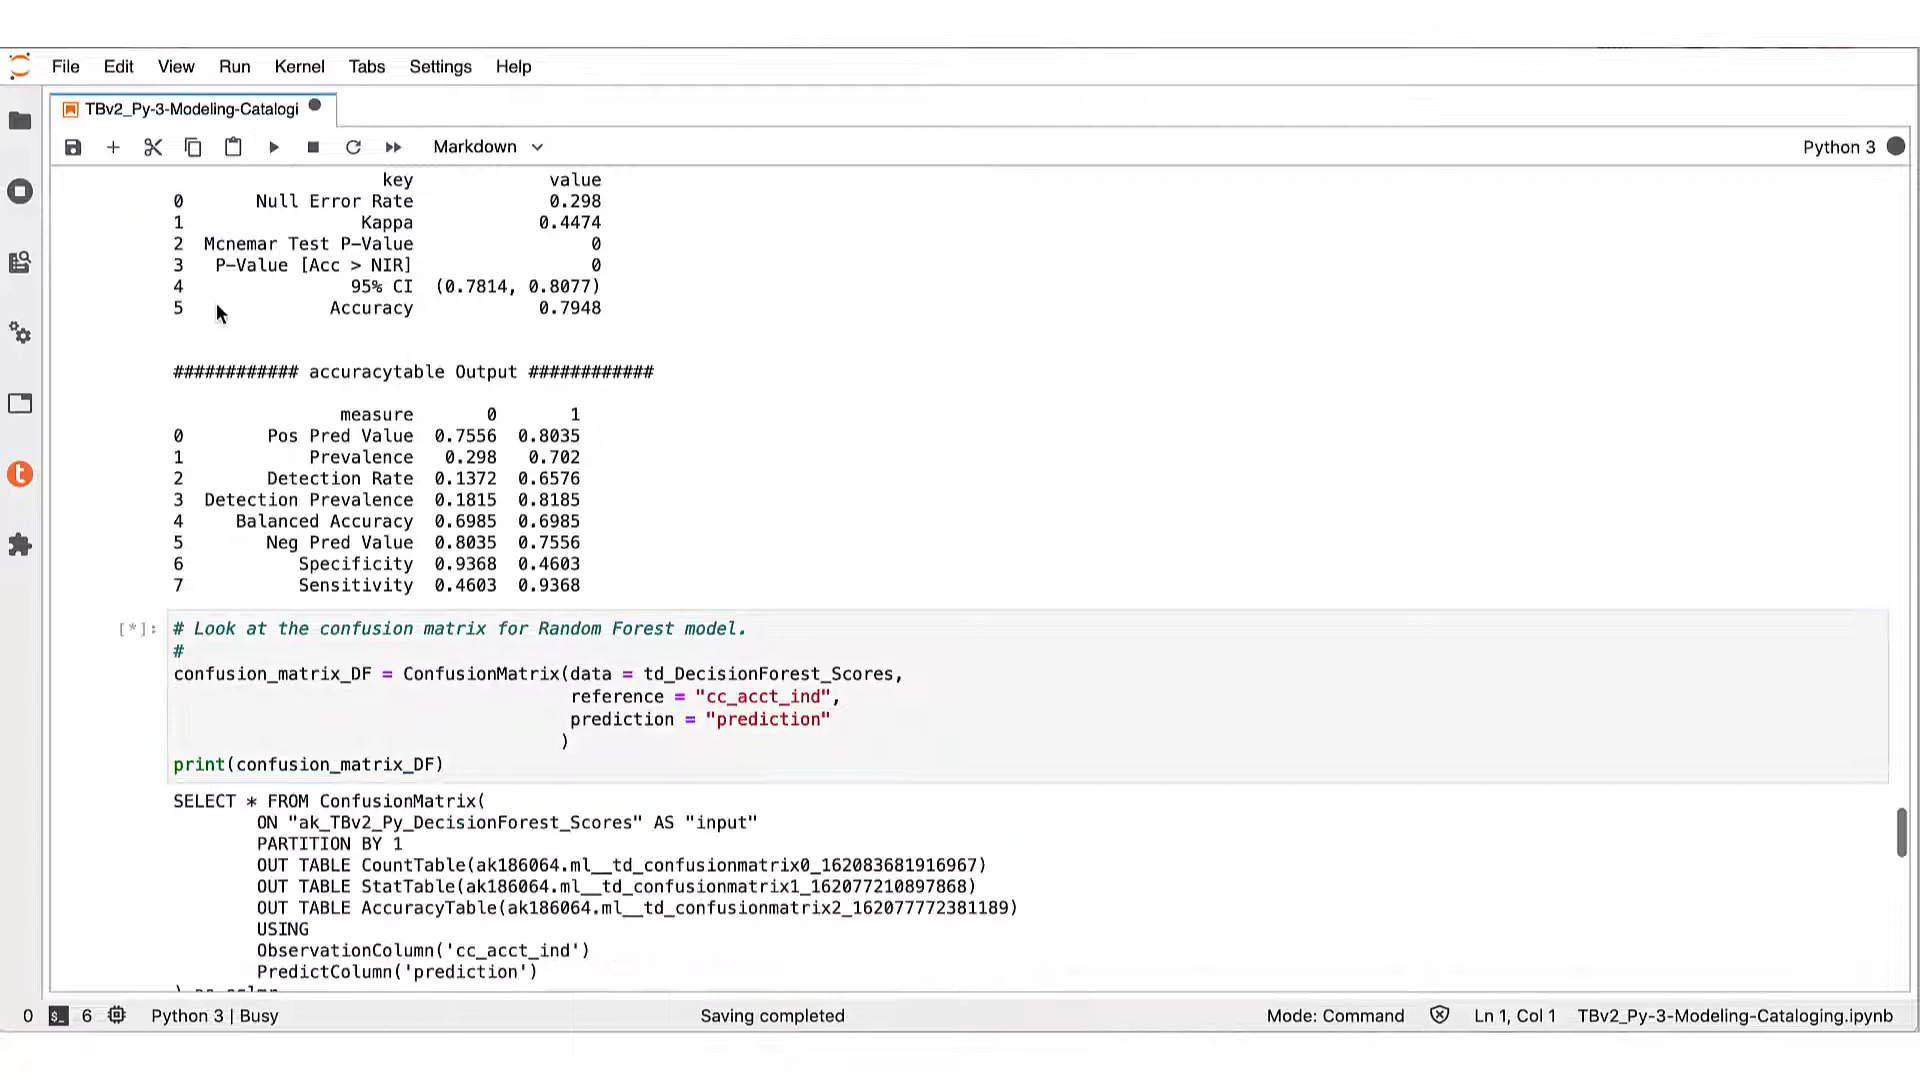 File Edit View Run Kernel Tabs Settings Help
TBv2_Py-3-Modeling-Catalogi
Markdown
Python 3
key value
0 Null Error Rate 0.298
1 Kappa 0.4474
2 Mcnemar Test P-Value 0
3 P-Value [Acc > NIR] 0
4 95% CI (0.7814, 0.8077)
5 Accuracy 0.7948
############ accuracytable Output ############
measure 0 1
0 Pos Pred Value 0.7556 0.8035
1 Prevalence 0.298 0.702
2 Detection Rate 0.1372 0.6576
3 Detection Prevalence 0.1815 0.8185
4 Balanced Accuracy 0.6985 0.6985
5 Neg Pred Value 0.8035 0.7556
6 Specificity 0.9368 0.4603
7 Sensitivity 0.4603 0.9368
[*]: # Look at the confusion matrix for Random Forest model.
#
confusion_matrix_DF = ConfusionMatrix(data = td_DecisionForest_Scores,
reference = "cc_acct_ind",
prediction = "prediction"
)
print(confusion_matrix_DF)
SELECT * FROM ConfusionMatrix(
ON "ak_TBv2_Py_DecisionForest_Scores" AS "input"
PARTITION BY 1
OUT TABLE CountTable(ak186064.ml__td_confusionmatrix0_162083681916967)
OUT TABLE StatTable(ak186064.ml__td_confusionmatrix1_162077210897868)
OUT TABLE AccuracyTable(ak186064.ml__td_confusionmatrix2_162077772381189)
USING
ObservationColumn('cc_acct_ind')
PredictColumn('prediction')
0 $_ 6 Python 3 | Busy Saving completed Mode: Command Ln 1, Col 1 TBv2_Py-3-Modeling-Cataloging.ipynb